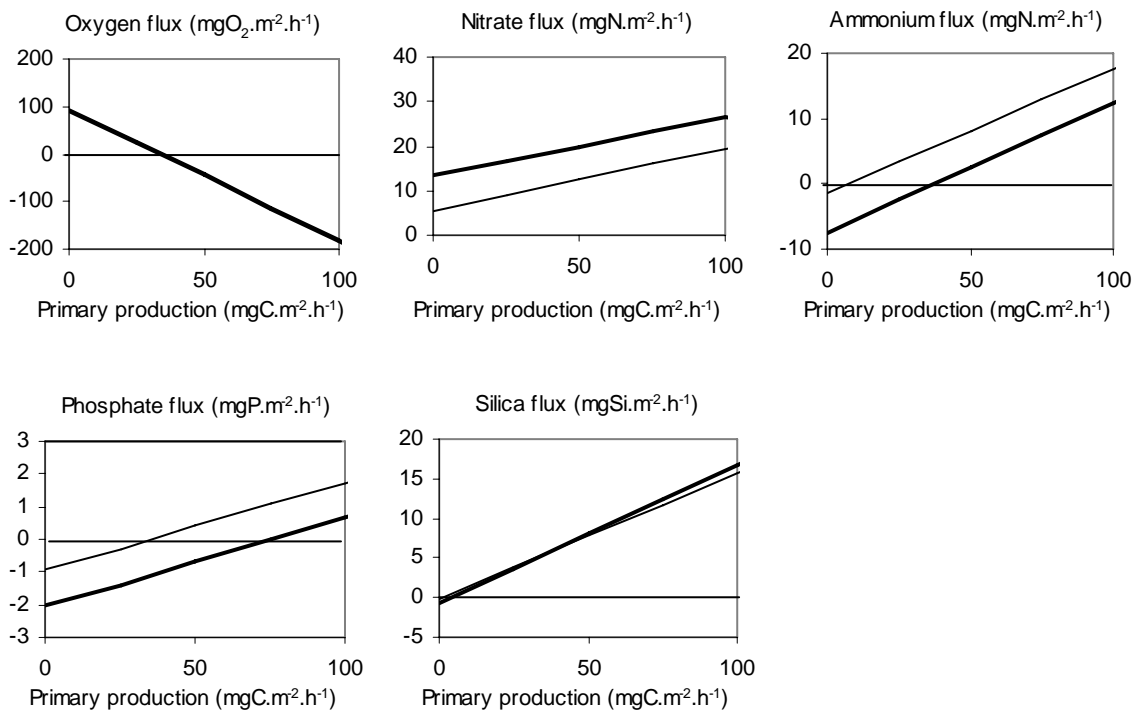 Oxygen flux (mgO₂.m⁻².h⁻¹)
200
100
0
-100
-200
0 50 100
Primary production (mgC.m⁻².h⁻¹)
Nitrate flux (mgN.m⁻².h⁻¹)
40
30
20
10
0
0 50 100
Primary production (mgC.m⁻².h⁻¹)
Ammonium flux (mgN.m⁻².h⁻¹)
20
10
0
-10
0 50 100
Primary production (mgC.m⁻².h⁻¹)
Phosphate flux (mgP.m⁻².h⁻¹)
3
2
1
0
-1
-2
-3
0 50 100
Primary production (mgC.m⁻².h⁻¹)
Silica flux (mgSi.m⁻².h⁻¹)
20
15
10
5
0
-5
0 50 100
Primary production (mgC.m⁻².h⁻¹)